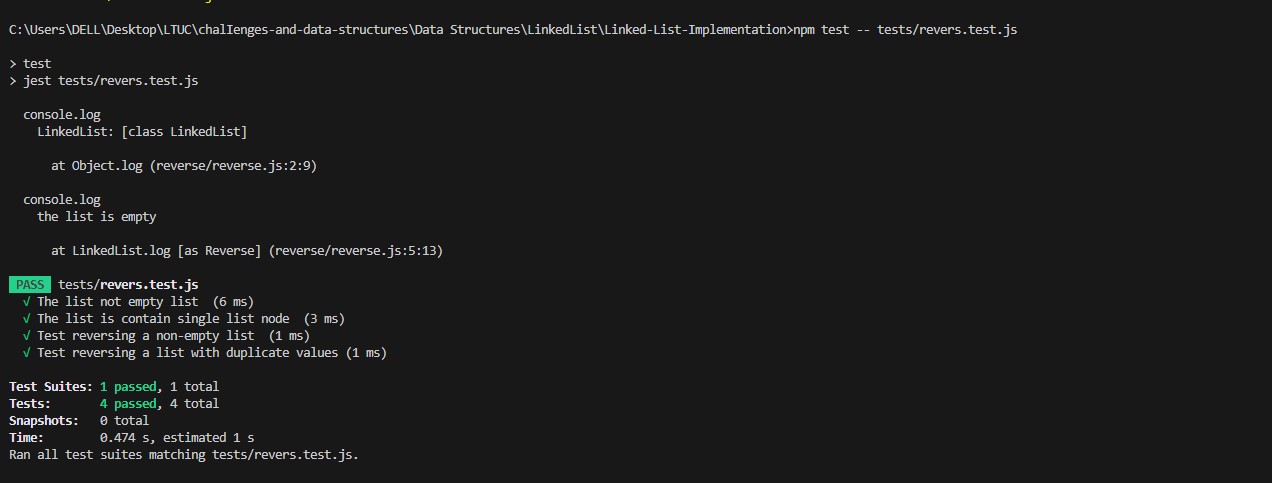 C:\Users\DELL\Desktop\LTUC\challenges-and-data-structures\Data Structures\LinkedList\Linked-List-Implementation>npm test -- tests/revers.test.js
> test
> jest tests/revers.test.js
console.log
LinkedList: [class LinkedList]
at Object.log (reverse/reverse.js:2:9)
console.log
the list is empty
at LinkedList.log [as Reverse] (reverse/reverse.js:5:13)
PASS tests/revers.test.js
√ The list not empty list (6 ms)
√ The list is contain single list node (3 ms)
√ Test reversing a non-empty list (1 ms)
√ Test reversing a list with duplicate values (1 ms)
Test Suites: 1 passed, 1 total
Tests: 4 passed, 4 total
Snapshots: 0 total
Time: 0.474 s, estimated 1 s
Ran all test suites matching tests/revers.test.js.